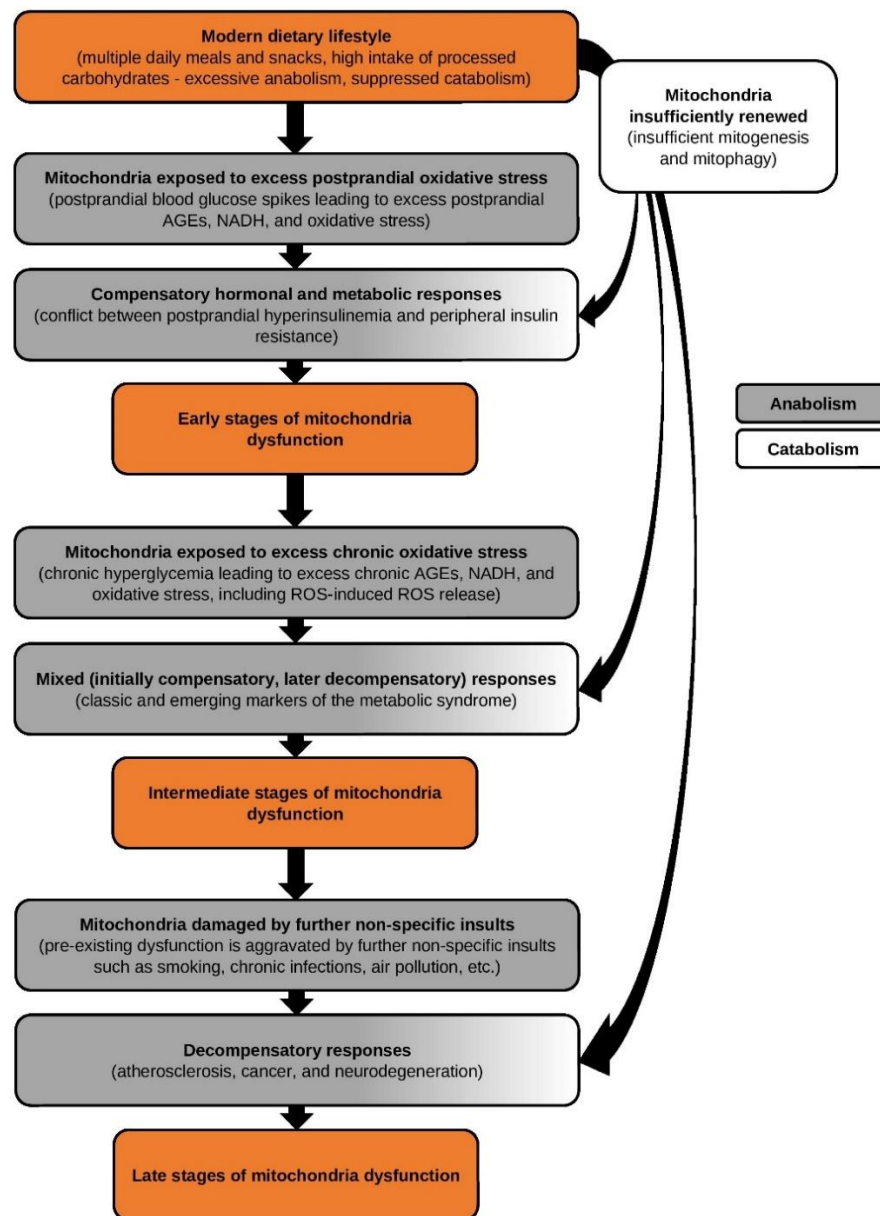 Modern dietary lifestyle
(multiple daily meals and snacks, high intake of processed
carbohydrates - excessive anabolism, suppressed catabolism)
Mitochondria
insufficiently renewed
(insufficient mitogenesis
and mitophagy)
Mitochondria exposed to excess postprandial oxidative stress
(postprandial blood glucose spikes leading to excess postprandial
AGEs, NADH, and oxidative stress)
Compensatory hormonal and metabolic responses
(conflict between postprandial hyperinsulinemia and peripheral insulin
resistance)
Early stages of mitochondria
dysfunction
Anabolism
Catabolism
Mitochondria exposed to excess chronic oxidative stress
(chronic hyperglycemia leading to excess chronic AGEs, NADH, and
oxidative stress, including ROS-induced ROS release)
Mixed (initially compensatory, later decompensatory) responses
(classic and emerging markers of the metabolic syndrome)
Intermediate stages of mitochondria
dysfunction
Mitochondria damaged by further non-specific insults
(pre-existing dysfunction is aggravated by further non-specific insults
such as smoking, chronic infections, air pollution, etc.)
Decompensatory responses
(atherosclerosis, cancer, and neurodegeneration)
Late stages of mitochondria dysfunction